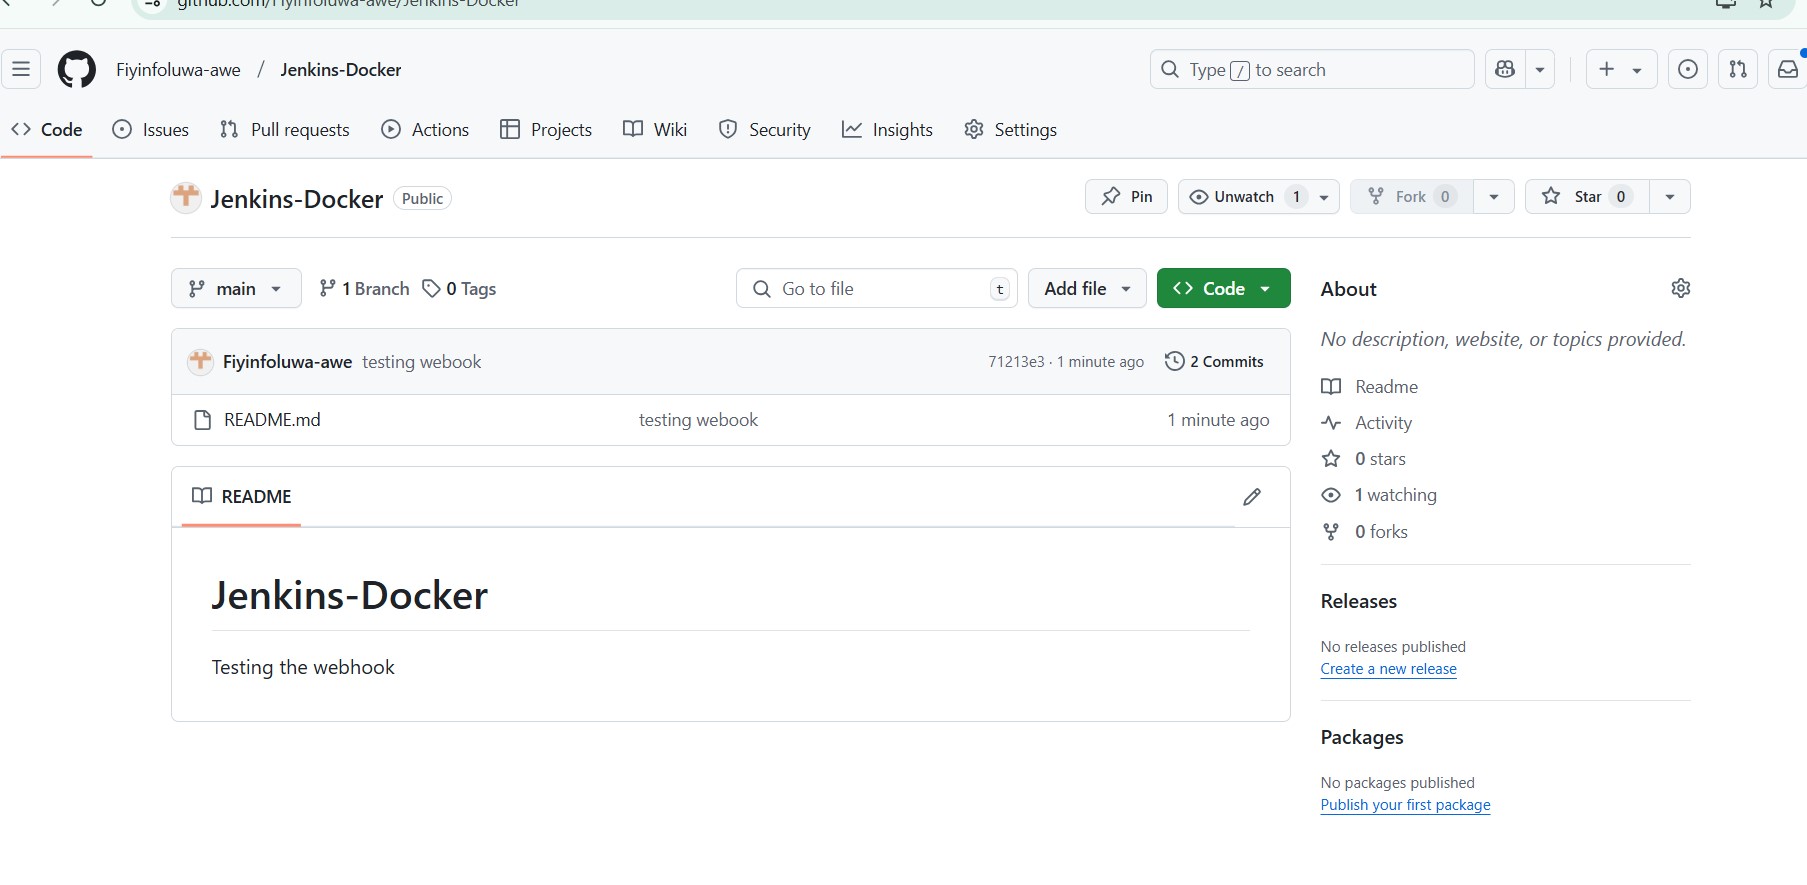 github.com/Fiyinfoluwa-awe/Jenkins-Docker
Fiyinfoluwa-awe / Jenkins-Docker
Type / to search
Code Issues Pull requests Actions Projects Wiki Security Insights Settings
Jenkins-Docker Public
Pin Unwatch 1 Fork 0 Star 0
main 1 Branch 0 Tags
Go to file t Add file Code
Fiyinfoluwa-awe testing webook 71213e3 · 1 minute ago 2 Commits
README.md testing webook 1 minute ago
README
Jenkins-Docker
Testing the webhook
About
No description, website, or topics provided.
Readme
Activity
0 stars
1 watching
0 forks
Releases
No releases published
Create a new release
Packages
No packages published
Publish your first package